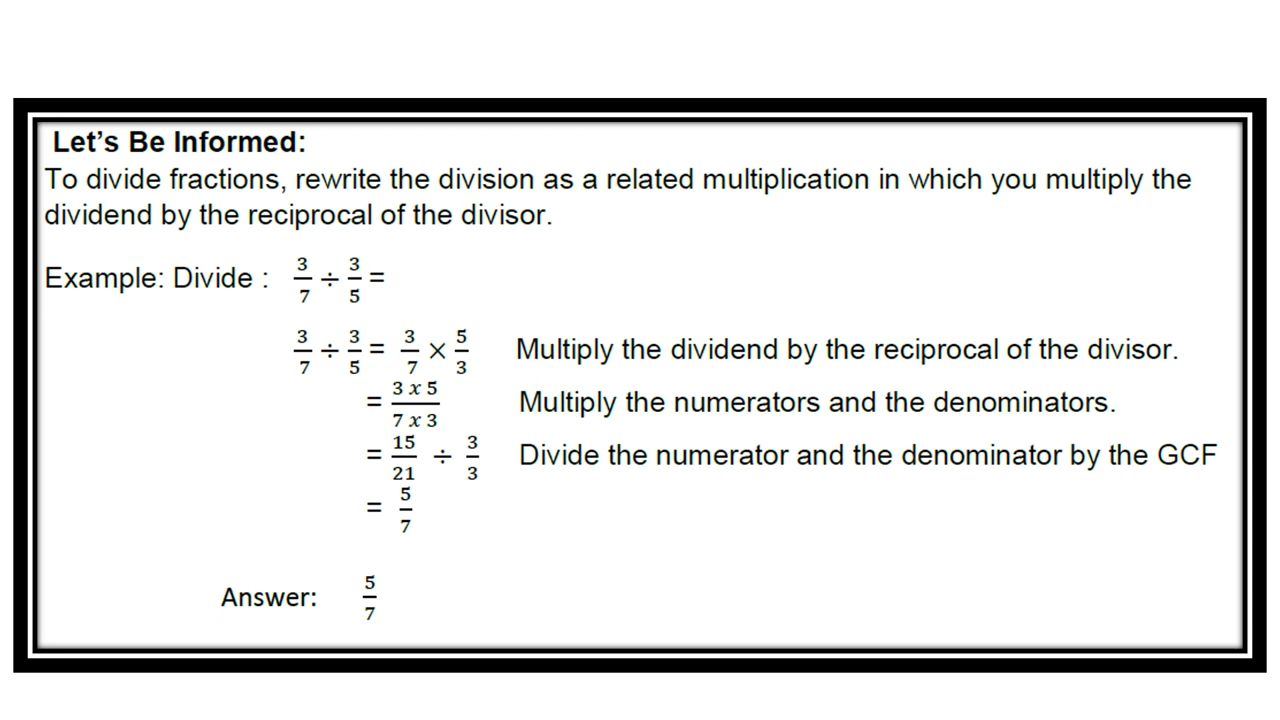 Let's Be Informed:
To divide fractions, rewrite the division as a related multiplication in which you multiply the
dividend by the reciprocal of the divisor.
Example: Divide : 3/7 ÷ 3/5 =
3/7 ÷ 3/5 = 3/7 × 5/3 Multiply the dividend by the reciprocal of the divisor.
= 3 x 5/7 x 3 Multiply the numerators and the denominators.
= 15/21 ÷ 3/3 Divide the numerator and the denominator by the GCF
= 5/7
Answer: 5/7